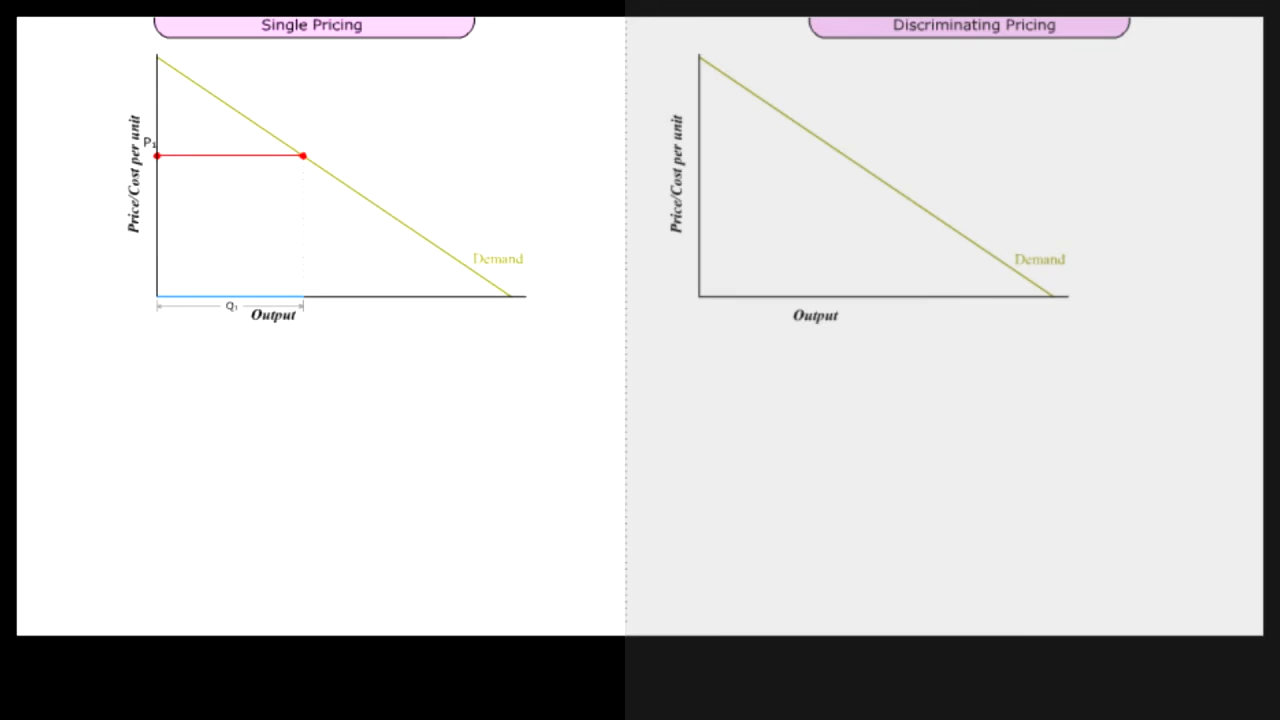 Single Pricing
Price/Cost per unit
P₁
Demand
Q₁
Output
Discriminating Pricing
Price/Cost per unit
Demand
Output